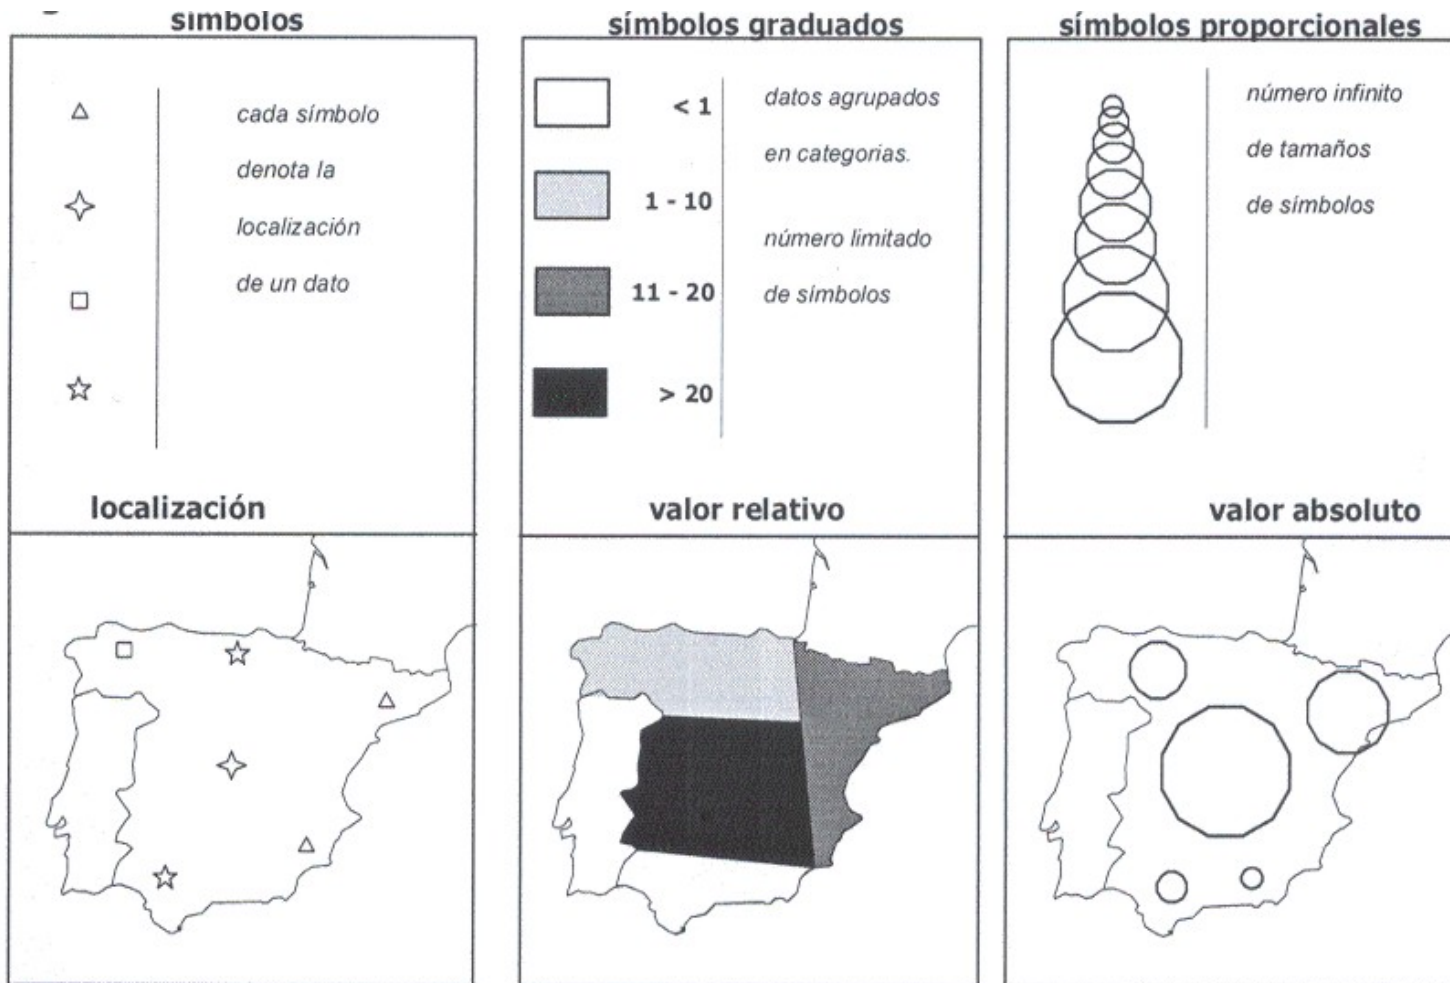 símbolos
cada símbolo
denota la
localización
de un dato
localización
símbolos graduados
< 1
1 - 10
11 - 20
> 20
datos agrupados
en categorias.
número limitado
de símbolos
valor relativo
símbolos proporcionales
número infinito
de tamaños
de símbolos
valor absoluto